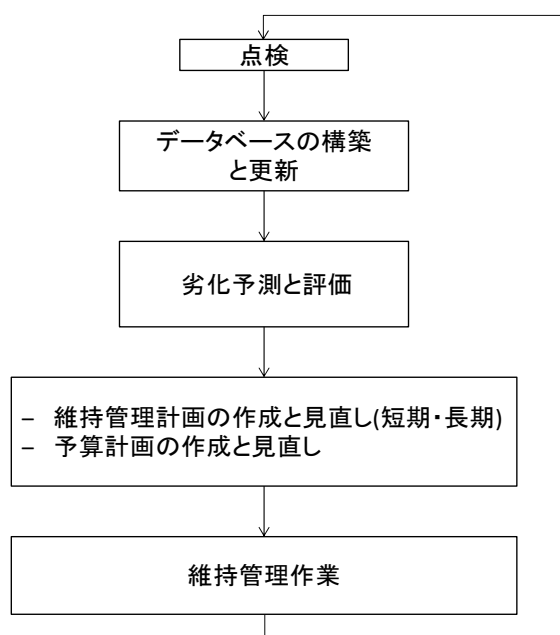 点検
データベースの構築
と更新
劣化予測と評価
– 維持管理計画の作成と見直し(短期・長期)
– 予算計画の作成と見直し
維持管理作業